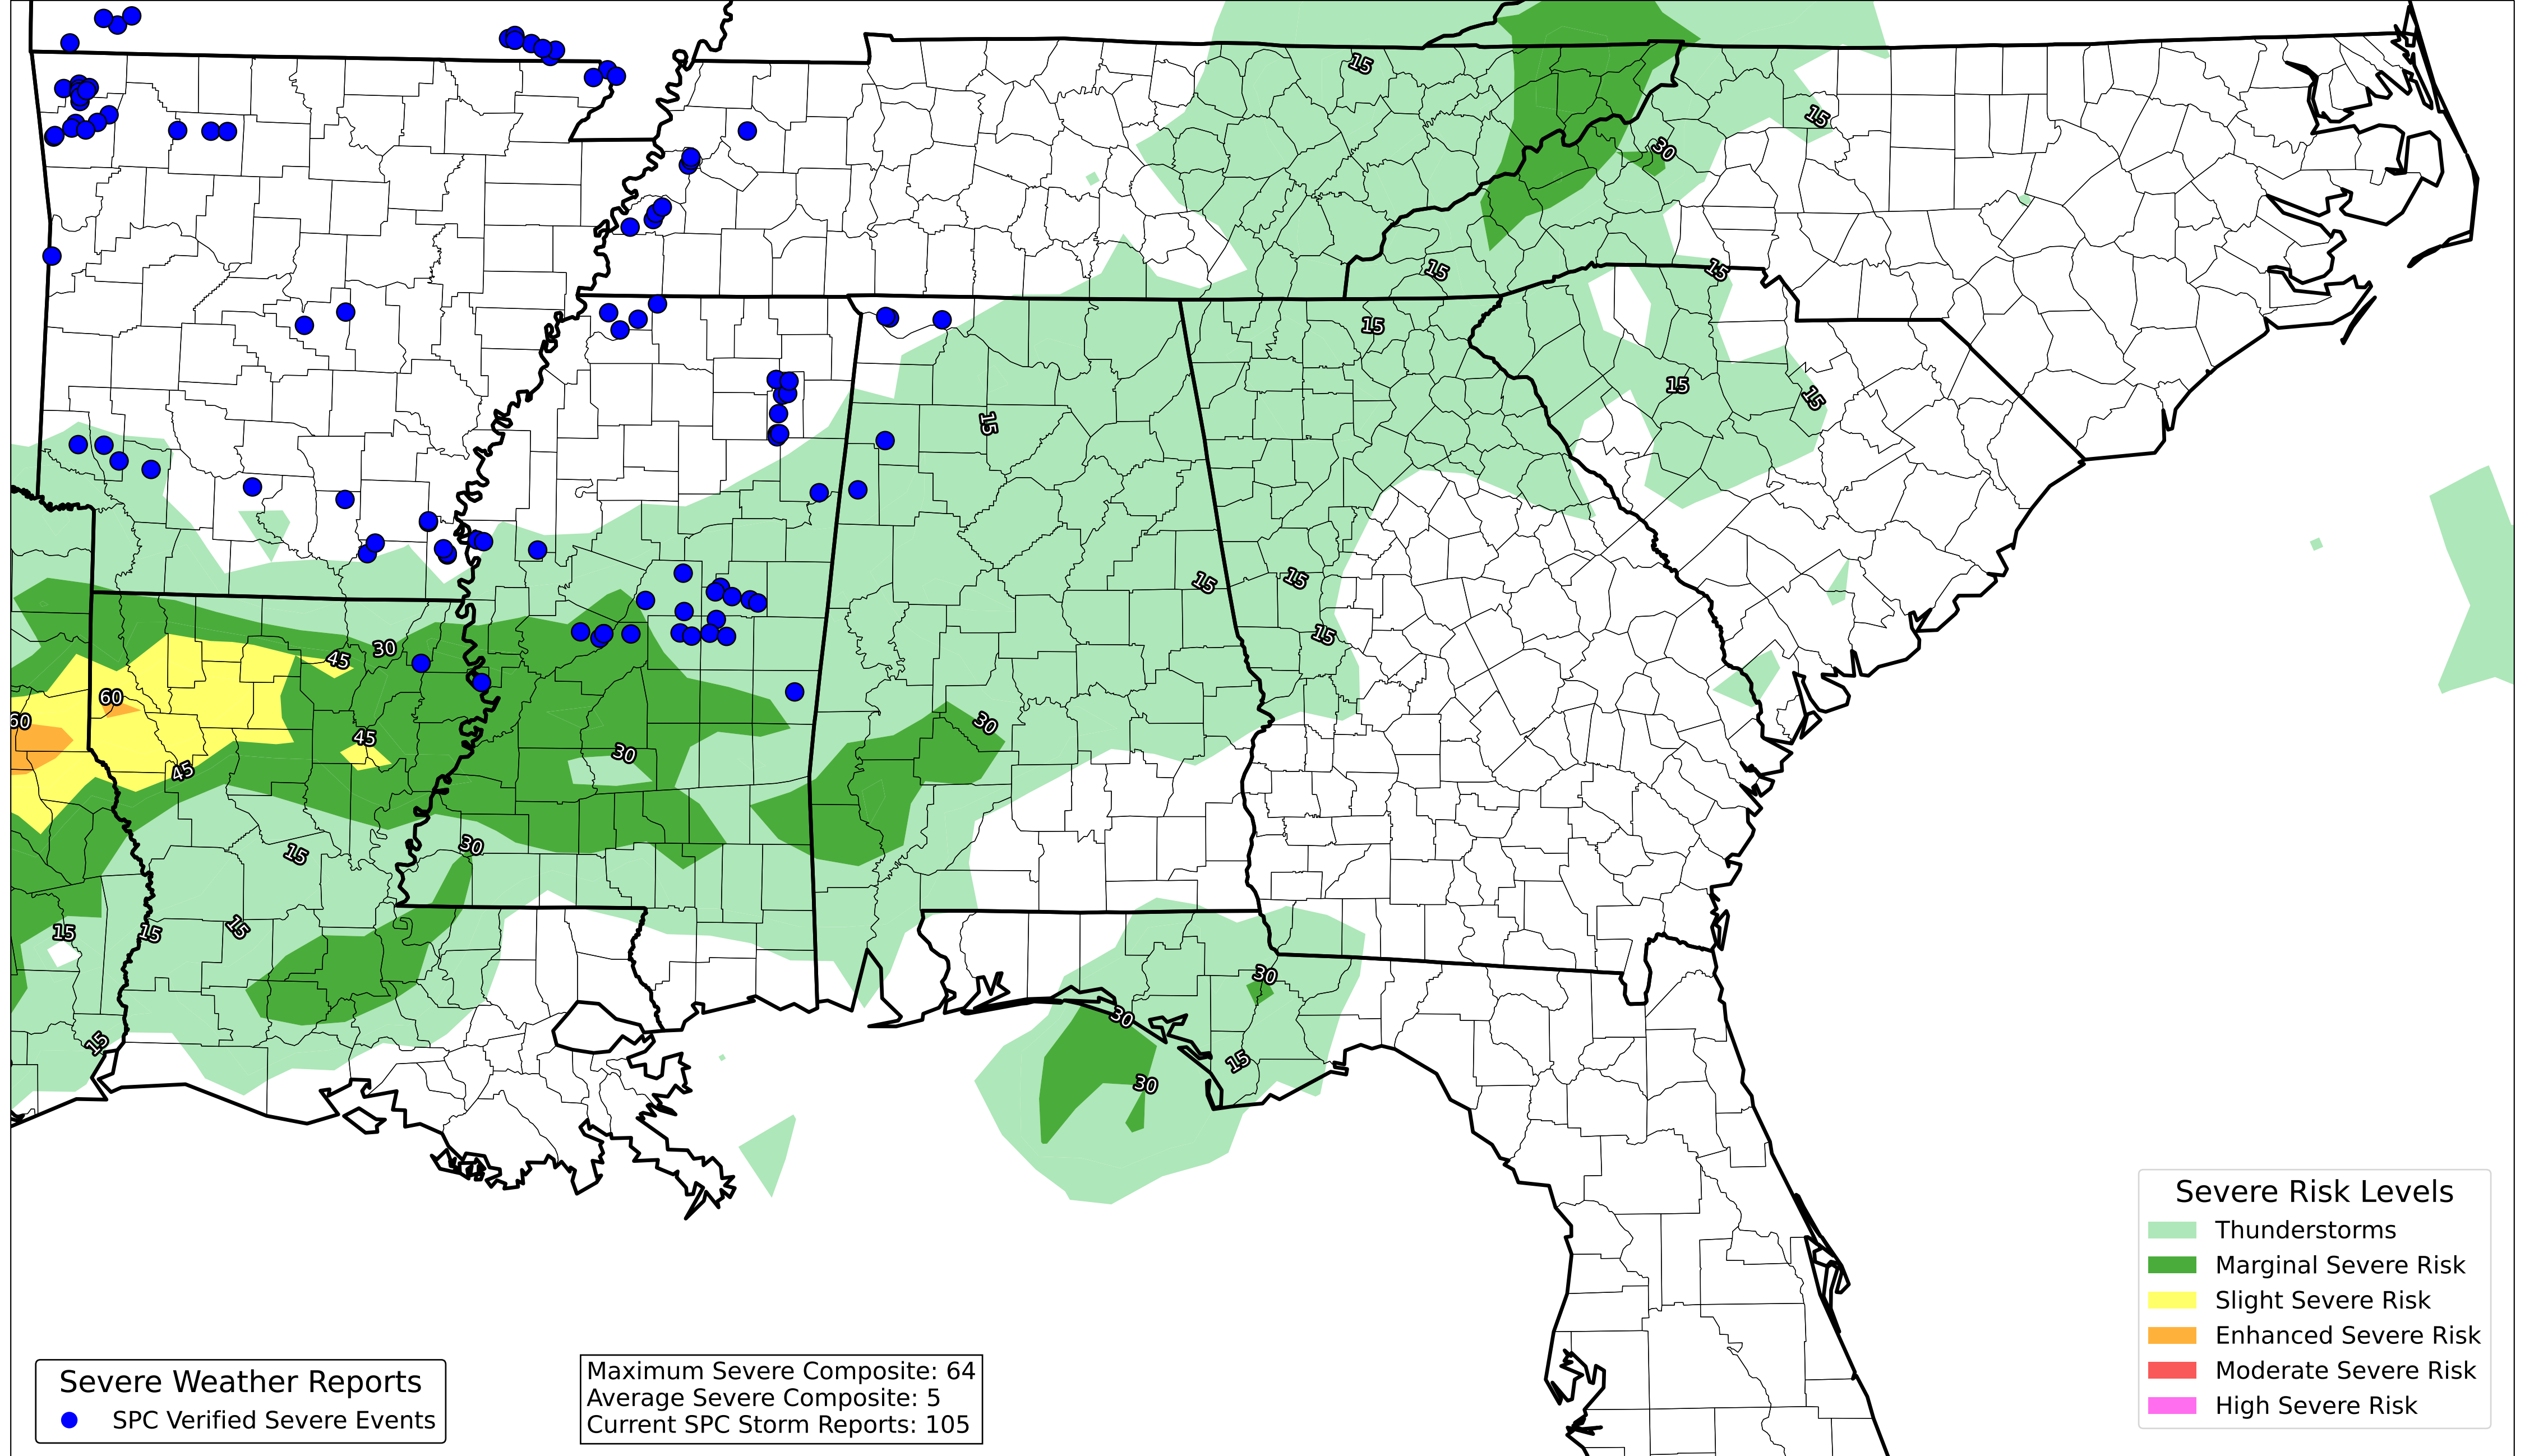 15
15
30
15
15
15
15
15
15
15
15
15
30
45
60
60
30
45
45
30
30
15
15
15
15
30
30
15
30
15
Severe Risk Levels
Thunderstorms
Marginal Severe Risk
Slight Severe Risk
Enhanced Severe Risk
Moderate Severe Risk
High Severe Risk
Severe Weather Reports
SPC Verified Severe Events
Maximum Severe Composite: 64
Average Severe Composite: 5
Current SPC Storm Reports: 105